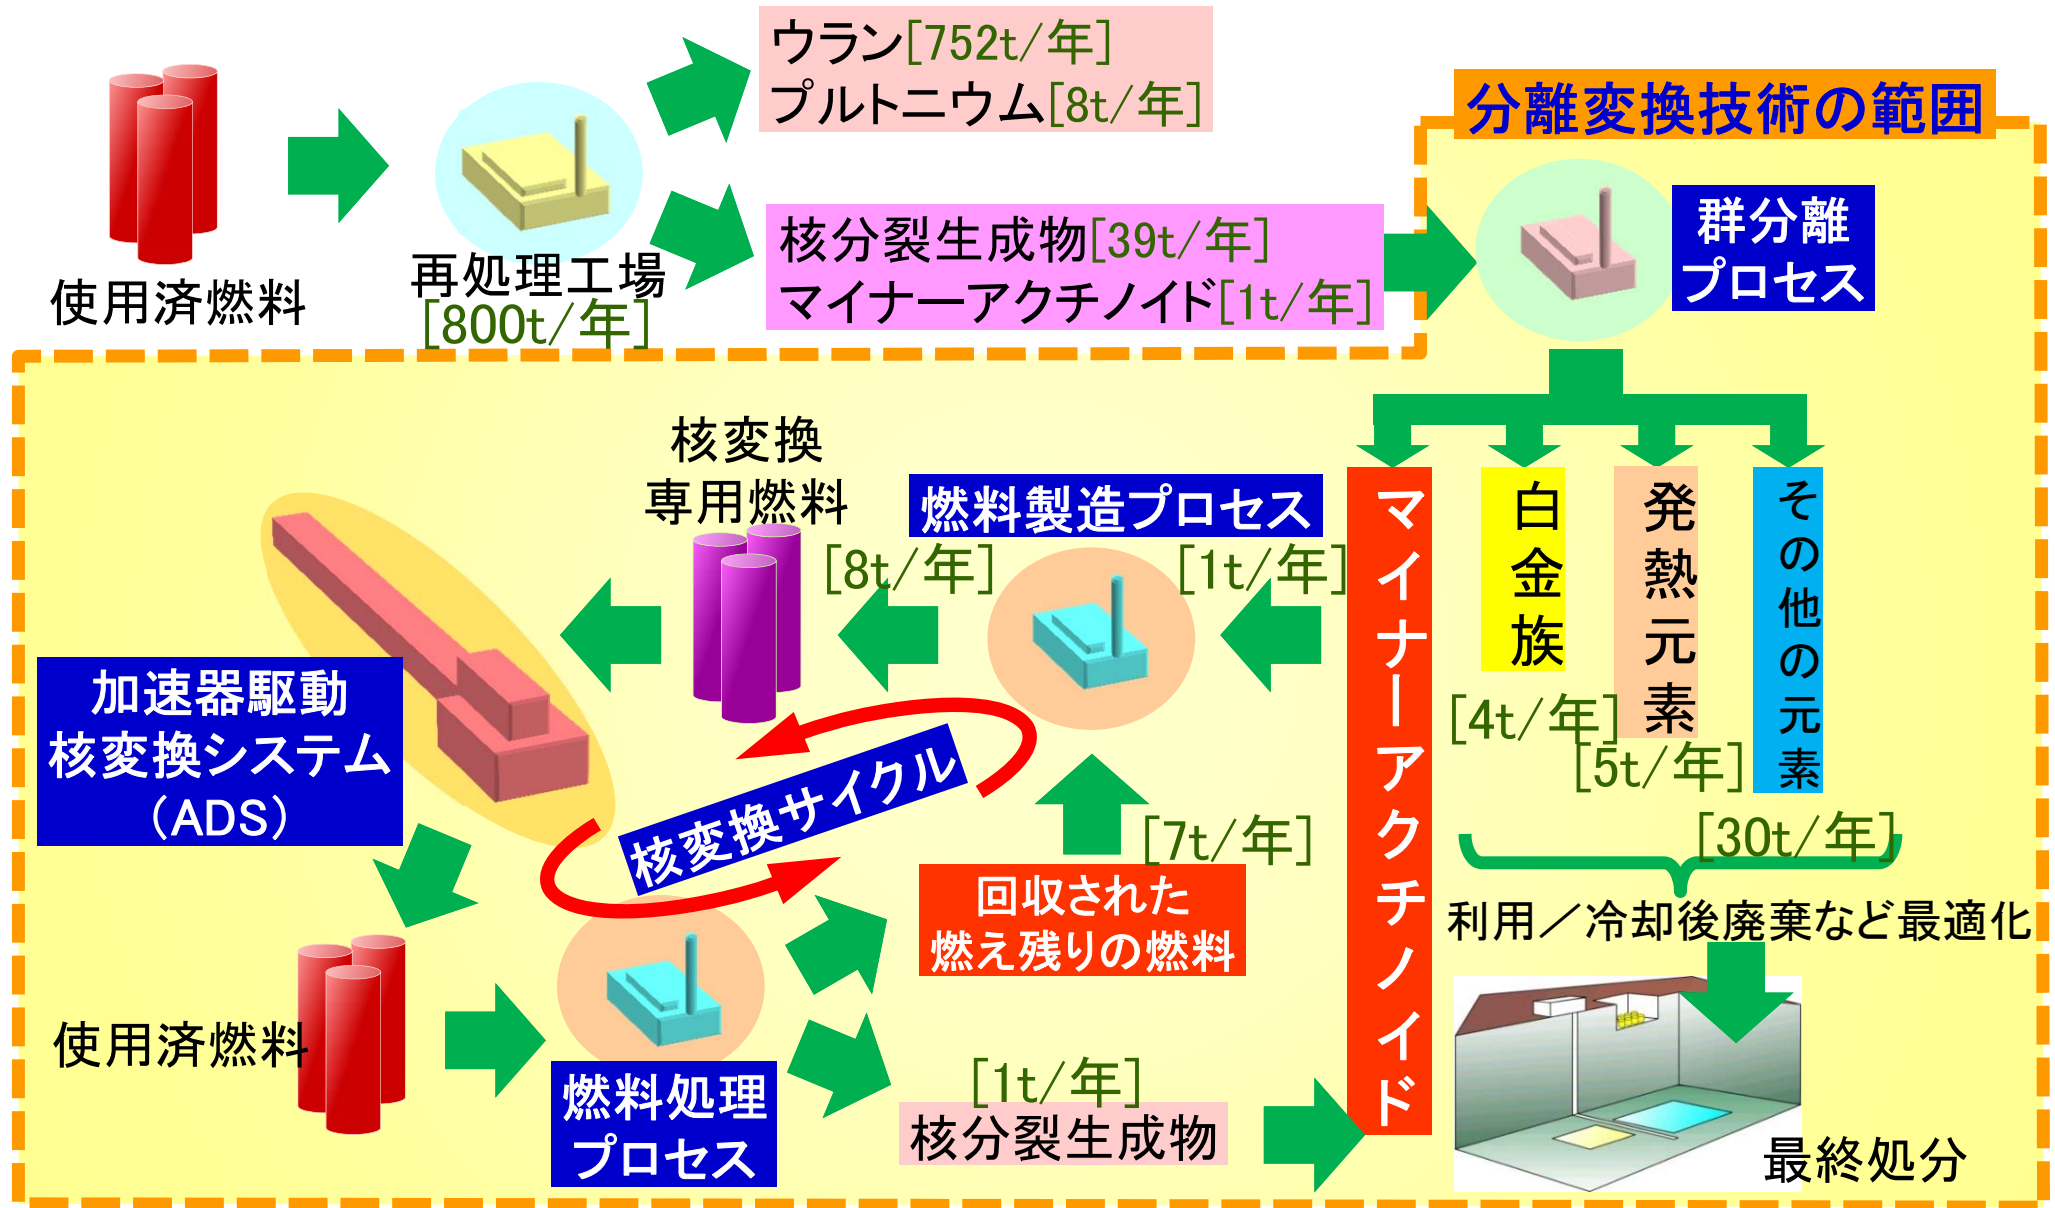 ウラン[752t/年]
プルトニウム[8t/年]
分離変換技術の範囲
使用済燃料
再処理工場
[800t/年]
核分裂生成物[39t/年]
マイナーアクチノイド[1t/年]
群分離
プロセス
核変換
専用燃料
[8t/年]
燃料製造プロセス
[1t/年]
マイナーアクチノイド
白金族
[4t/年]
発熱元素
[5t/年]
その他の元素
[30t/年]
加速器駆動
核変換システム
(ADS)
核変換サイクル
[7t/年]
回収された
燃え残りの燃料
利用／冷却後廃棄など最適化
使用済燃料
燃料処理
プロセス
[1t/年]
核分裂生成物
最終処分